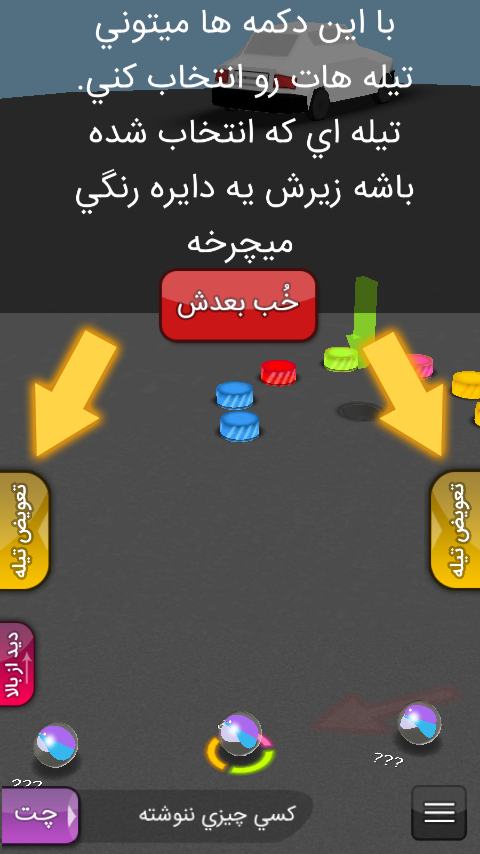 با اين دكمه ها ميتوني
تيله هات رو انتخاب كني.
تيله اي كه انتخاب شده
باشه زيرش يه دايره رنگي
ميچرخه
خُب بعدش
تعويض تيله
تعويض تيله
ديد از بالا
???
???
چت
كسي چيزي ننوشته